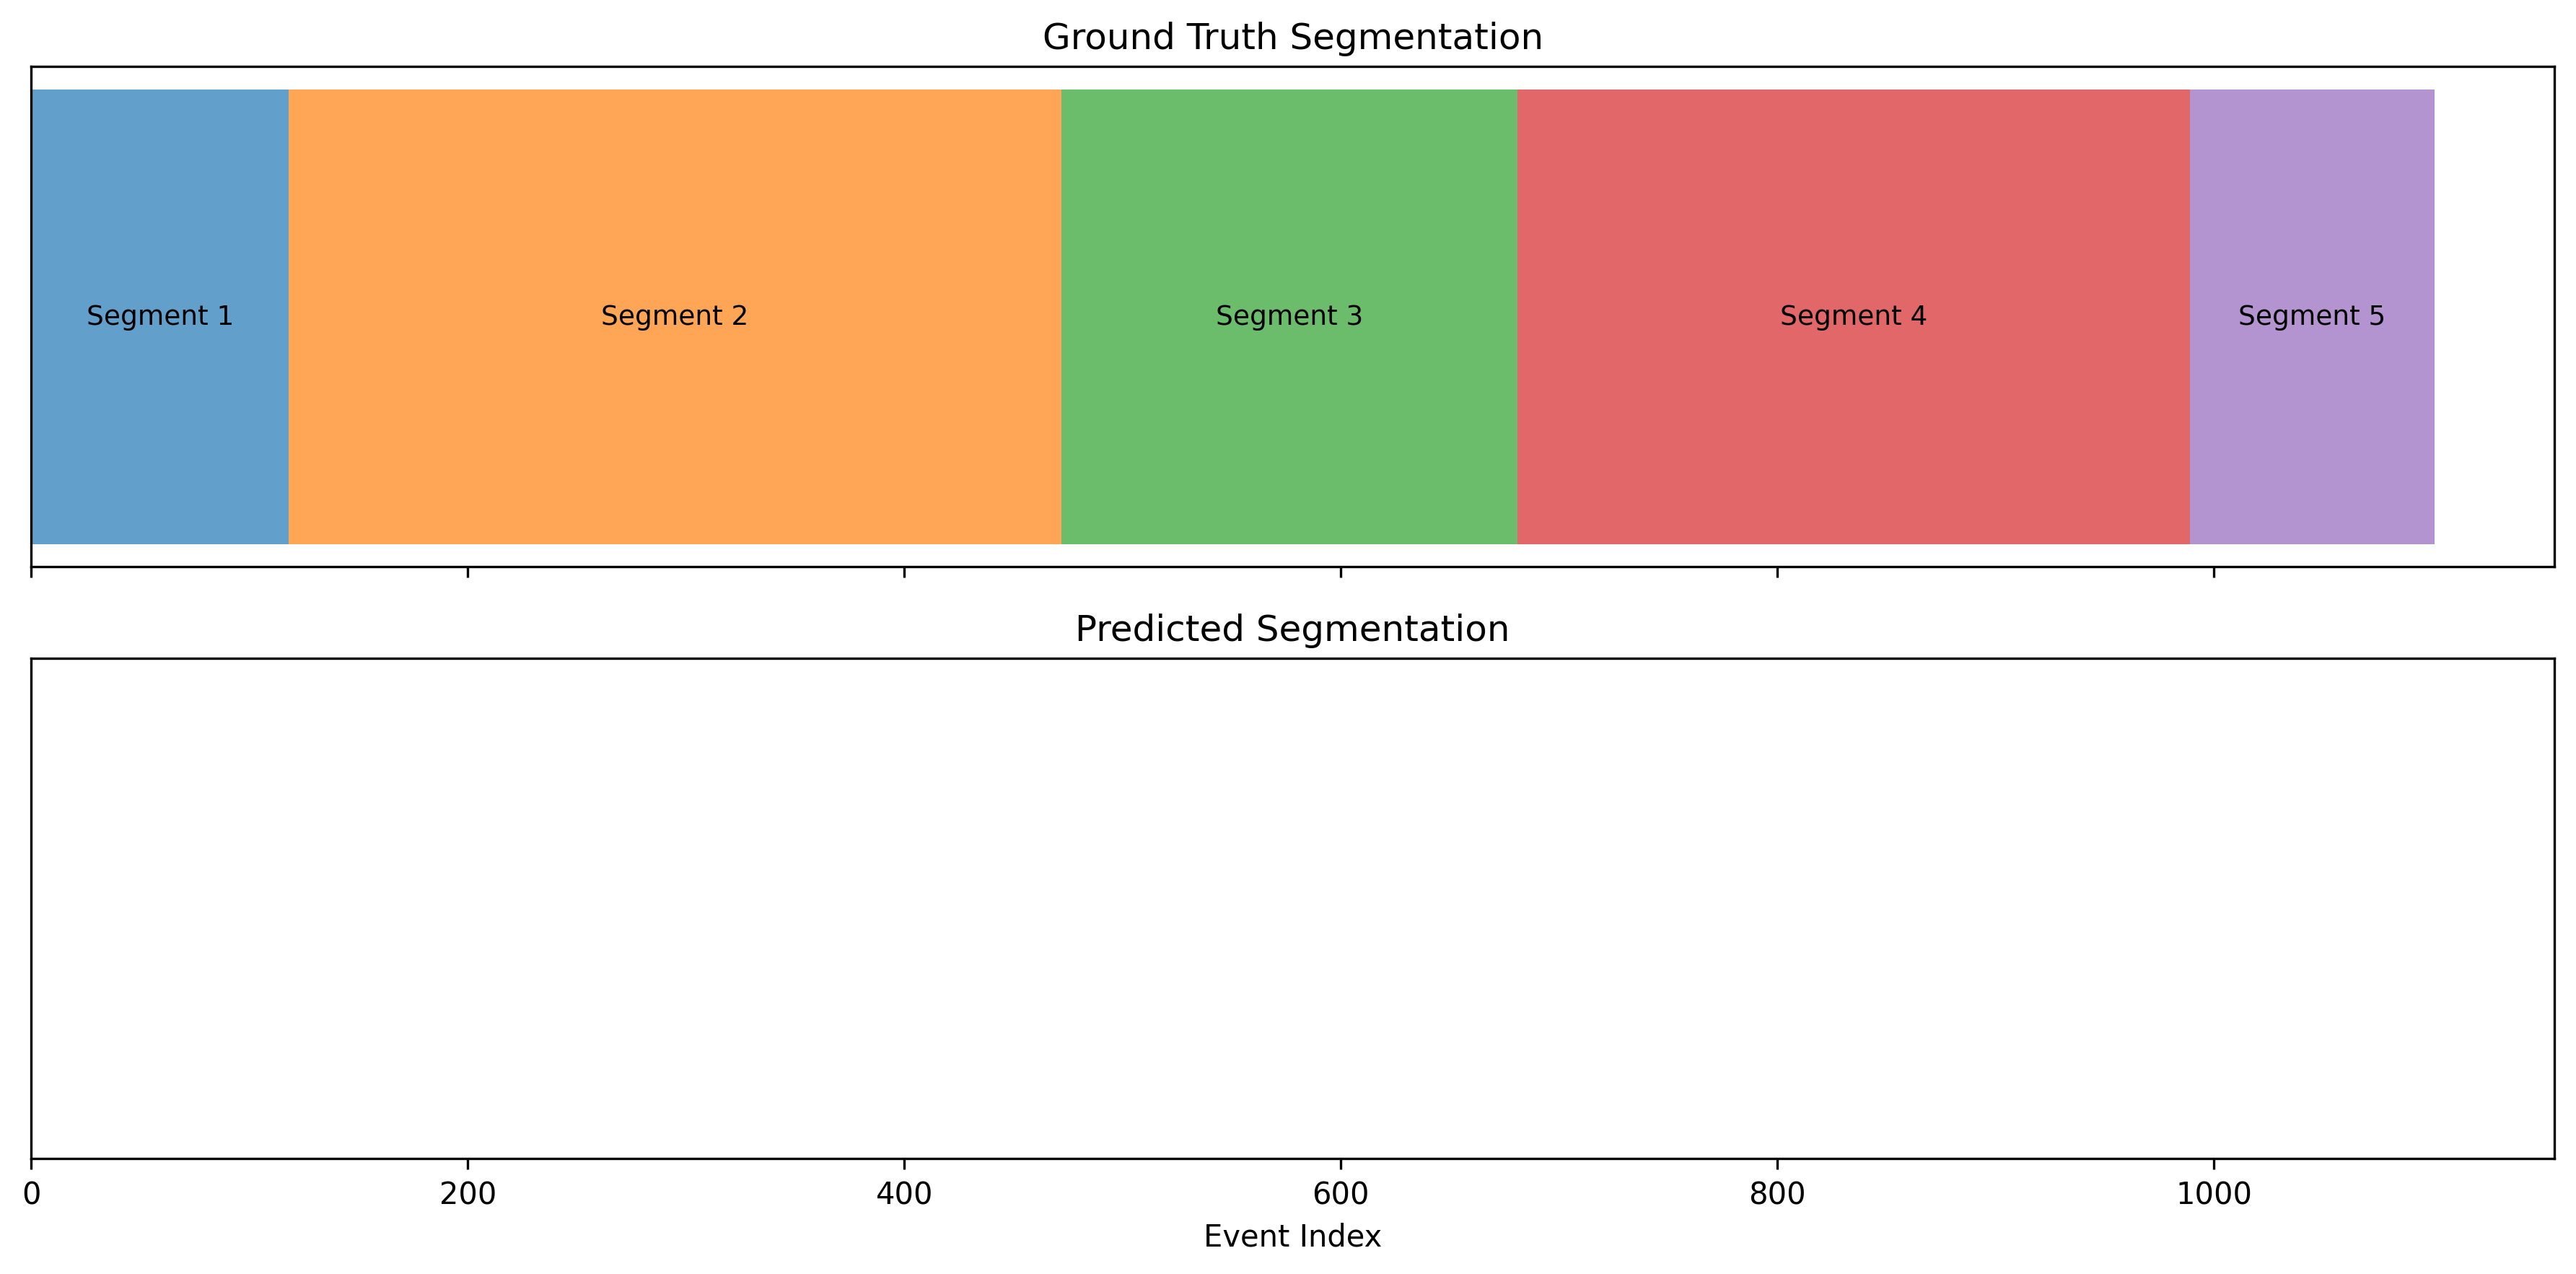 Ground Truth Segmentation
Segment 1 Segment 2 Segment 3 Segment 4 Segment 5
Predicted Segmentation
0 200 400 600 800 1000
Event Index